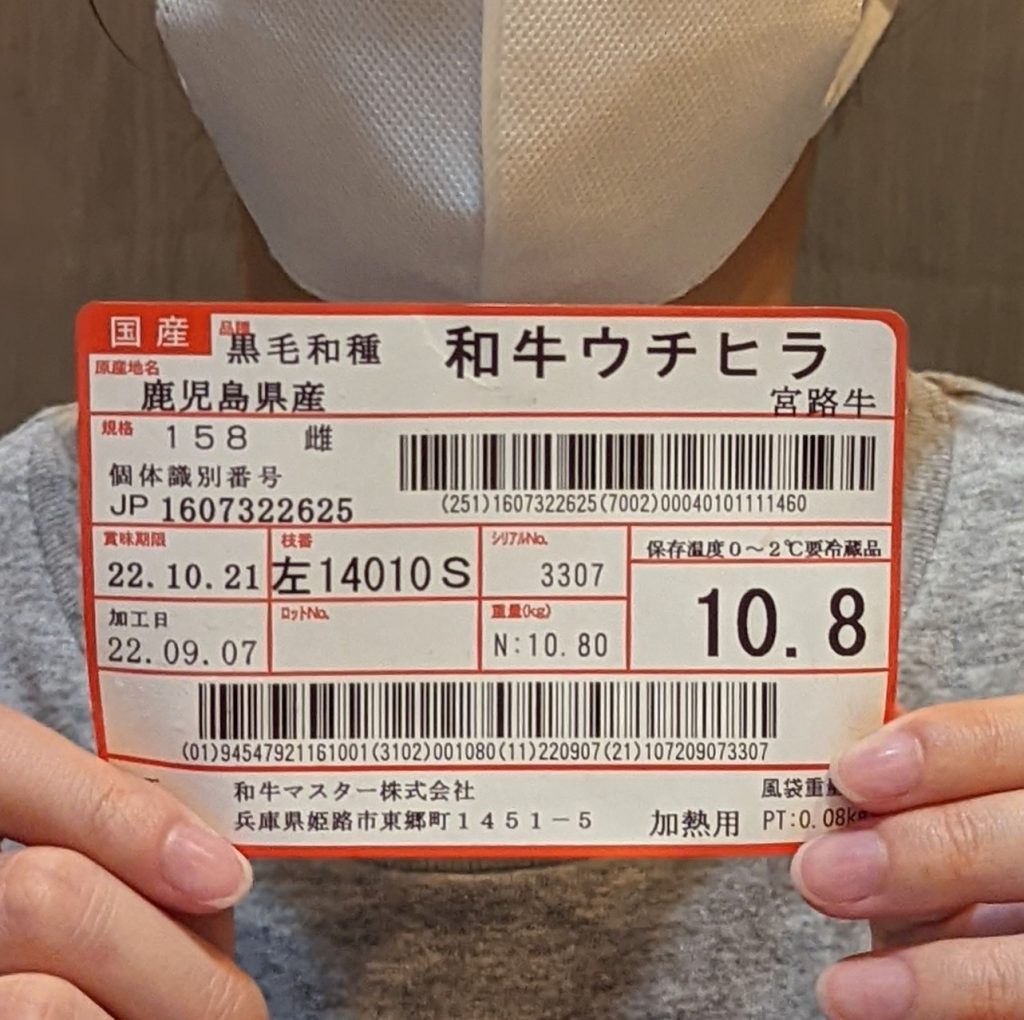 国産 品種 黒毛和種 和牛ウチヒラ
原産地名
鹿児島県産 宮路牛
規格 158 雌
個体識別番号
JP 1607322625
(251)1607322625(7002)00040101111460
賞味期限 枝番 シリアルNo. 保存温度0～2℃要冷蔵品
22.10.21 左14010S 3307
加工日 ロットNo. 重量(kg) 10.8
22.09.07 N:10.80
(01)94547921161001(3102)001080(11)220907(21)107209073307
和牛マスター株式会社 風袋重量
兵庫県姫路市東郷町1451-5 加熱用 PT:0.08kg